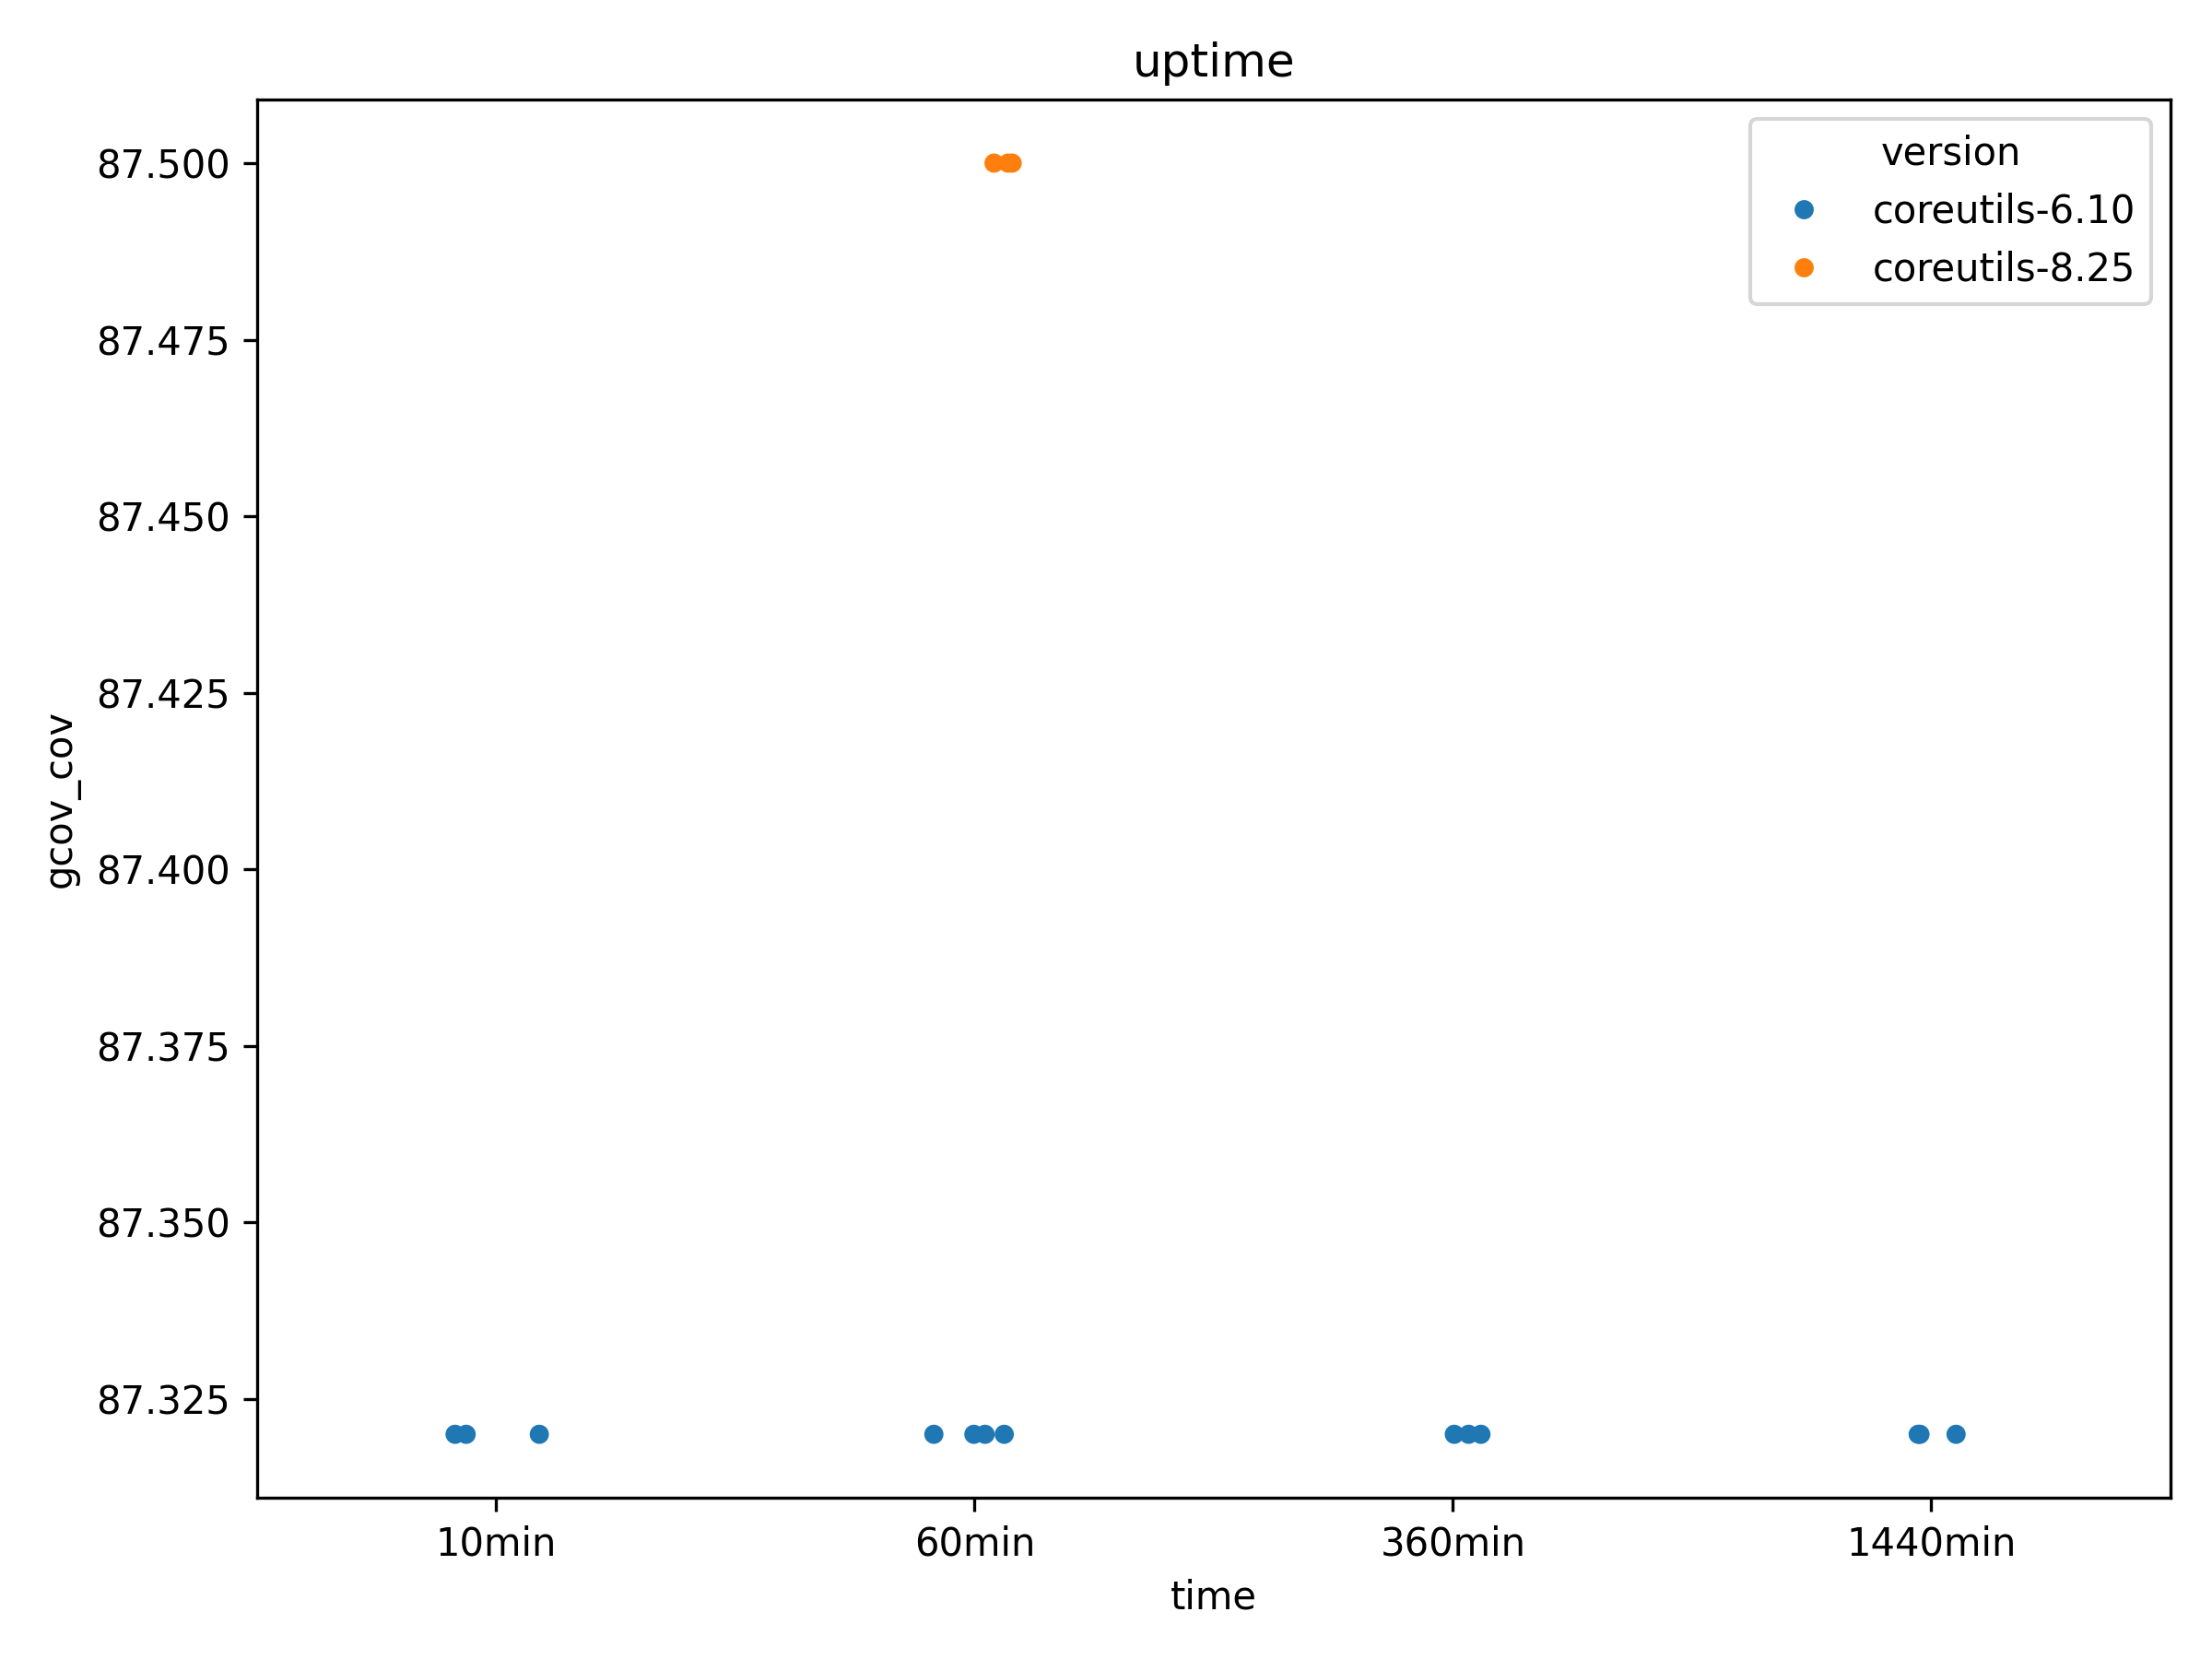 uptime
version
coreutils-6.10
coreutils-8.25
87.500
87.475
87.450
87.425
87.400
87.375
87.350
87.325
gcov_cov
10min
60min
360min
1440min
time